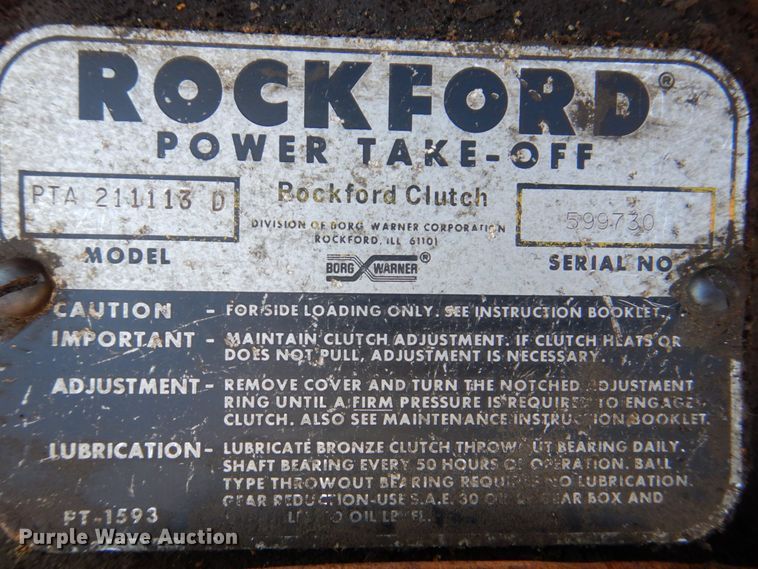 ROCKFORD®
POWER TAKE-OFF
PTA 211113 D
Rockford Clutch
599730
MODEL
DIVISION OF BORG WARNER CORPORATION
ROCKFORD, ILL 61101
BORG WARNER ®
SERIAL NO.
CAUTION - FOR SIDE LOADING ONLY. SEE INSTRUCTION BOOKLET.
IMPORTANT - MAINTAIN CLUTCH ADJUSTMENT. IF CLUTCH HEATS OR
DOES NOT PULL, ADJUSTMENT IS NECESSARY.
ADJUSTMENT - REMOVE COVER AND TURN THE NOTCHED ADJUSTMENT
RING UNTIL A FIRM PRESSURE IS REQUIRED TO ENGAGE
CLUTCH. ALSO SEE MAINTENANCE INSTRUCTION BOOKLET.
LUBRICATION - LUBRICATE BRONZE CLUTCH THROWOUT BEARING DAILY.
SHAFT BEARING EVERY 50 HOURS OF OPERATION. BALL
TYPE THROWOUT BEARING REQUIRES NO LUBRICATION.
GEAR REDUCTION-USE S.A.E. 30 OIL GEAR BOX AND
OIL LEVEL.
PT-1593
Purple Wave Auction